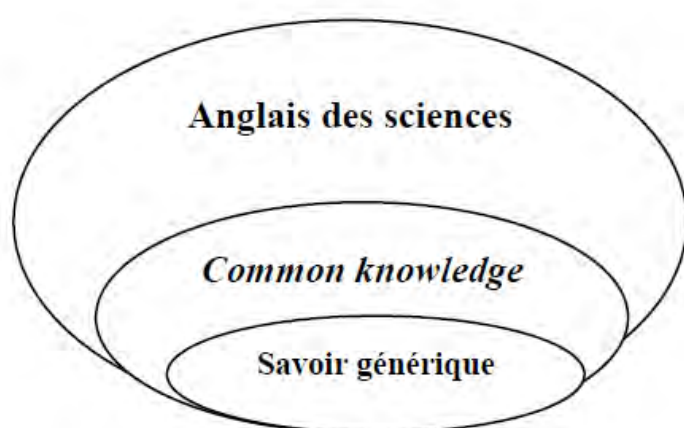 Anglais des sciences
Common knowledge
Savoir générique